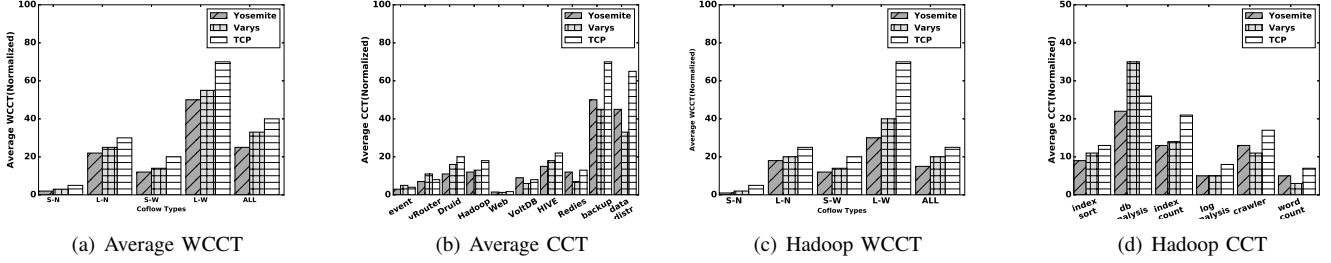 100
80
60
40
20
0
Average WCCT(Normalized)
Yosemite
Varys
TCP
S-N
L-N
S-W
L-W
ALL
Coflow Types
(a) Average WCCT
100
80
60
40
20
0
Average CCT(Normalized)
Yosemite
Varys
TCP
event
vRouter
Druid
Hadoop
Web
VoltDB
HIVE
Redies
backup
data
distr
(b) Average CCT
100
80
60
40
20
0
Average WCCT(Normalized)
Yosemite
Varys
TCP
S-N
L-N
S-W
L-W
ALL
Coflow Types
(c) Hadoop WCCT
50
40
30
20
10
0
Average CCT(Normalized)
Yosemite
Varys
TCP
index
sort
db
nalysis
index
count
log
nalysis
crawler
word
count
(d) Hadoop CCT